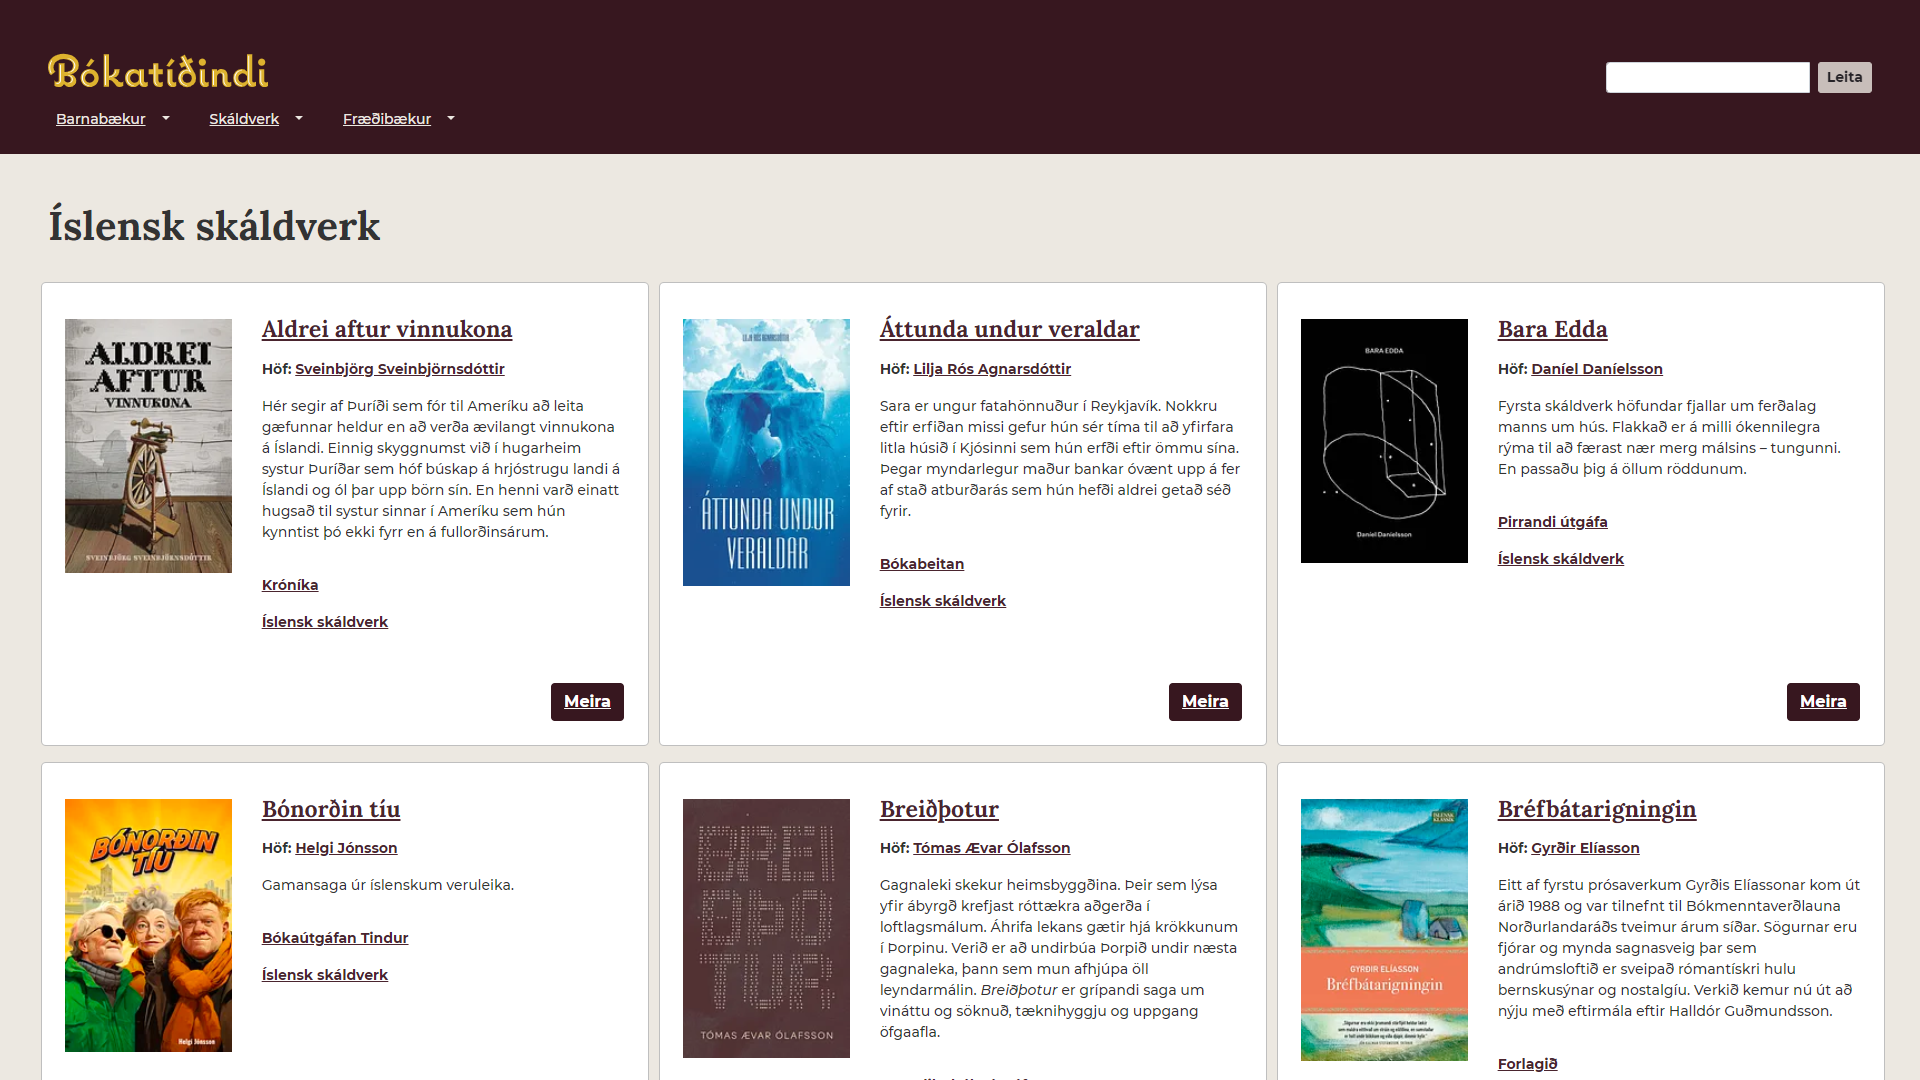 Bókatíðindi
Leita
Barnabækur
Skáldverk
Fræðibækur
Íslensk skáldverk
ALDREI
AFTUR
VINNUKONA
SVEINBJÖRG SVEINBJÖRNSDÓTTIR
Aldrei aftur vinnukona
Höf: Sveinbjörg Sveinbjörnsdóttir
Hér segir af Þuríði sem fór til Ameríku að leita
gæfunnar heldur en að verða ævilangt vinnukona
á Íslandi. Einnig skyggnumst við í hugarheim
systur Þuríðar sem hóf búskap á hrjóstrugu landi á
Íslandi og ól þar upp börn sín. En henni varð einatt
hugsað til systur sinnar í Ameríku sem hún
kynntist þó ekki fyrr en á fullorðinsárum.
Króníka
Íslensk skáldverk
Meira
LILJA RÓS AGNARSDÓTTIR
ÁTTUNDA UNDUR
VERALDAR
Áttunda undur veraldar
Höf: Lilja Rós Agnarsdóttir
Sara er ungur fatahönnuður í Reykjavík. Nokkru
eftir erfiðan missi gefur hún sér tíma til að yfirfara
litla húsið í Kjósinni sem hún erfði eftir ömmu sína.
Þegar myndarlegur maður bankar óvænt upp á fer
af stað atburðarás sem hún hefði aldrei getað séð
fyrir.
Bókabeitan
Íslensk skáldverk
Meira
BARA EDDA
Daníel Daníelsson
Bara Edda
Höf: Daníel Daníelsson
Fyrsta skáldverk höfundar fjallar um ferðalag
manns um hús. Flakkað er á milli ókennilegra
rýma til að færast nær merg málsins – tungunni.
En passaðu þig á öllum röddunum.
Pirrandi útgáfa
Íslensk skáldverk
Meira
BÓNORÐIN
TÍU
Helgi Jónsson
Bónorðin tíu
Höf: Helgi Jónsson
Gamansaga úr íslenskum veruleika.
Bókaútgáfan Tindur
Íslensk skáldverk
BREI
ÐÞO
TUR
TÓMAS ÆVAR ÓLAFSSON
Breiðþotur
Höf: Tómas Ævar Ólafsson
Gagnaleki skekur heimsbyggðina. Þeir sem lýsa
yfir ábyrgð krefjast róttækra aðgerða í
loftlagsmálum. Áhrifa lekans gætir hjá krökkunum
í Þorpinu. Verið er að undirbúa Þorpið undir næsta
gagnaleka, þann sem mun afhjúpa öll
leyndarmálin. Breiðþotur er grípandi saga um
vináttu og söknuð, tæknihyggju og uppgang
öfgaafla.
ÍSLENSK
KLASSÍK
GYRÐIR ELÍASSON
Bréfbátarigningin
Bréfbátarigningin
Höf: Gyrðir Elíasson
Eitt af fyrstu prósaverkum Gyrðis Elíassonar kom út
árið 1988 og var tilnefnt til Bókmenntaverðlauna
Norðurlandaráðs tveimur árum síðar. Sögurnar eru
fjórar og mynda sagnasveig þar sem
andrúmsloftið er sveipað rómantískri hulu
bernskusýnar og nostalgíu. Verkið kemur nú út að
nýju með eftirmála eftir Halldór Guðmundsson.
Forlagið